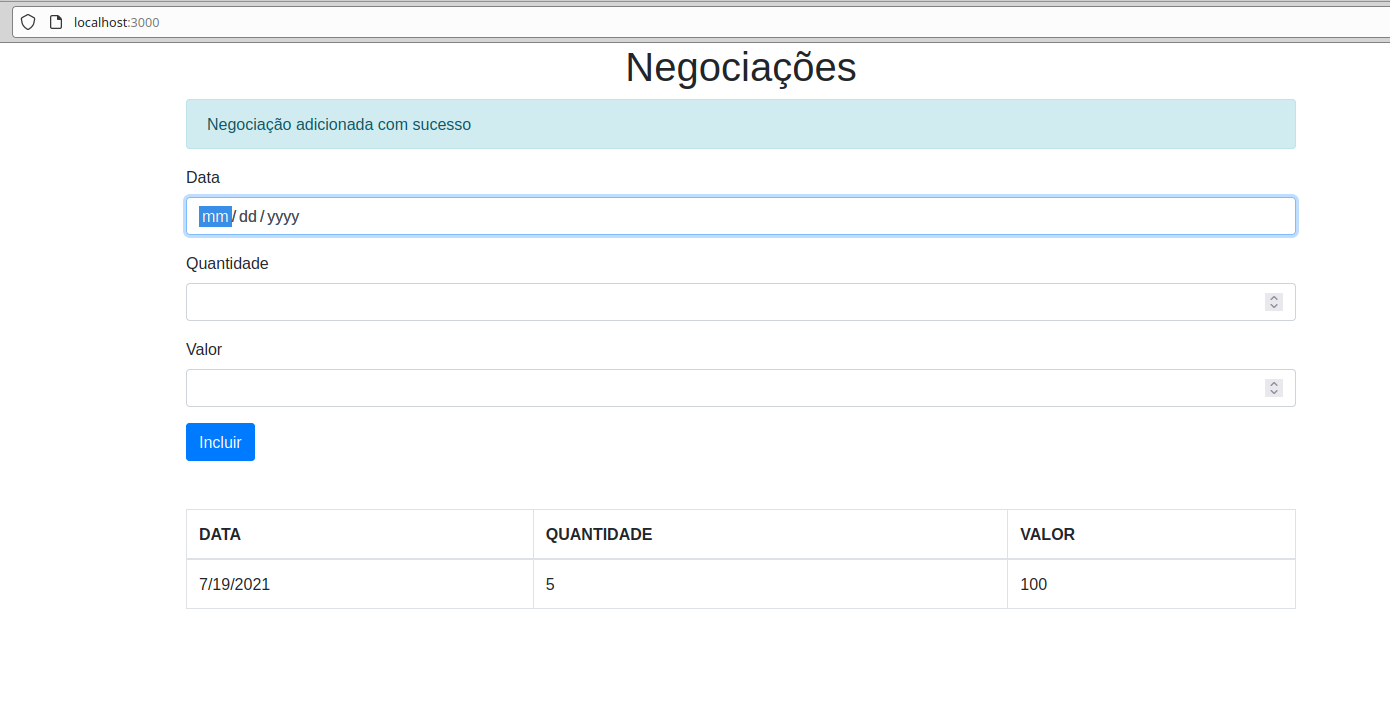 localhost:3000
Negociações
Negociação adicionada com sucesso
Data
mm/dd/yyyy
Quantidade
Valor
Incluir
DATA QUANTIDADE VALOR
7/19/2021 5 100